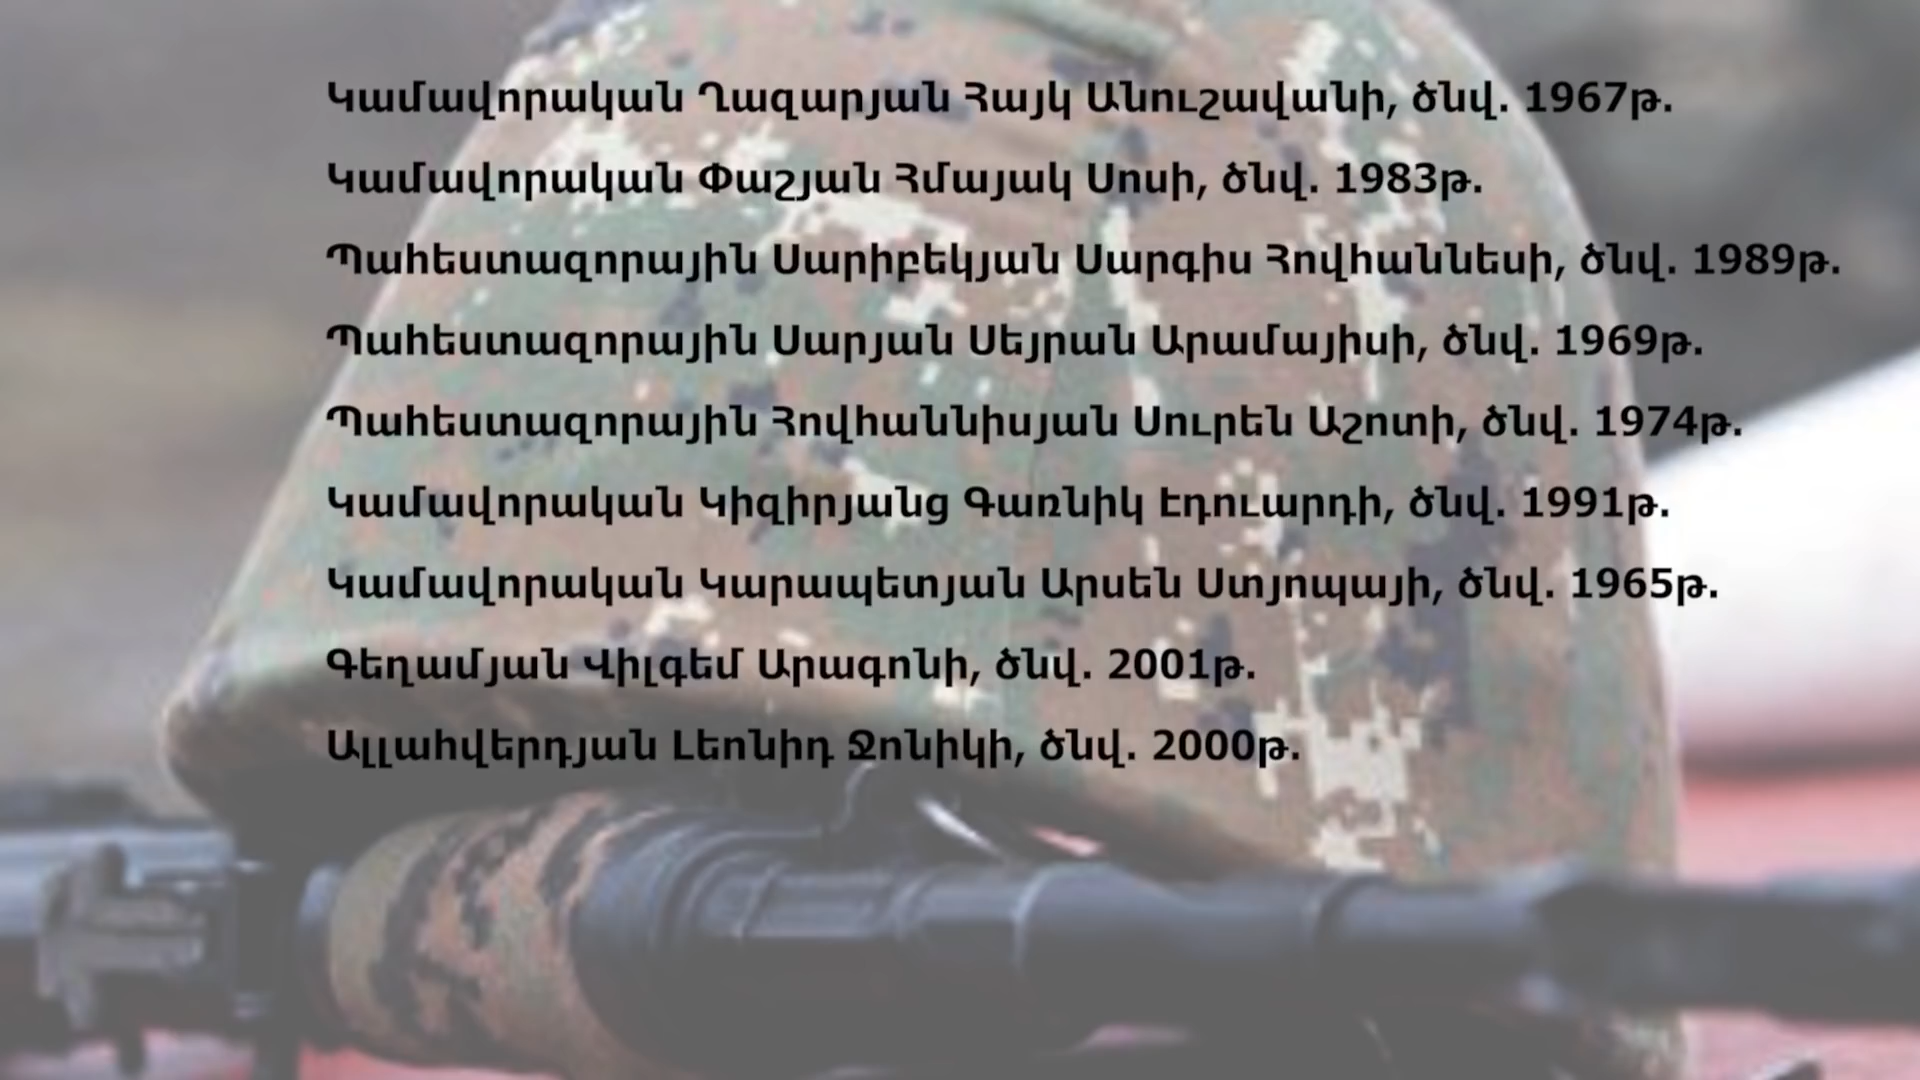 Կամավորական Ղազարյան Հայկ Անուշավանի, ծնվ. 1967թ.
Կամավորական Փաշյան Հմայակ Սոսի, ծնվ. 1983թ.
Պահեստազորային Սարիբեկյան Սարգիս Հովհաննեսի, ծնվ. 1989թ.
Պահեստազորային Սարյան Սեյրան Արամայիսի, ծնվ. 1969թ.
Պահեստազորային Հովհաննիսյան Սուրեն Աշոտի, ծնվ. 1974թ.
Կամավորական Կիզիրյանց Գառնիկ Էդուարդի, ծնվ. 1991թ.
Կամավորական Կարապետյան Արսեն Ստյոպայի, ծնվ. 1965թ.
Գեղամյան Վիլգեմ Արագոնի, ծնվ. 2001թ.
Ալլահվերդյան Լեոնիդ Ջոնիկի, ծնվ. 2000թ.